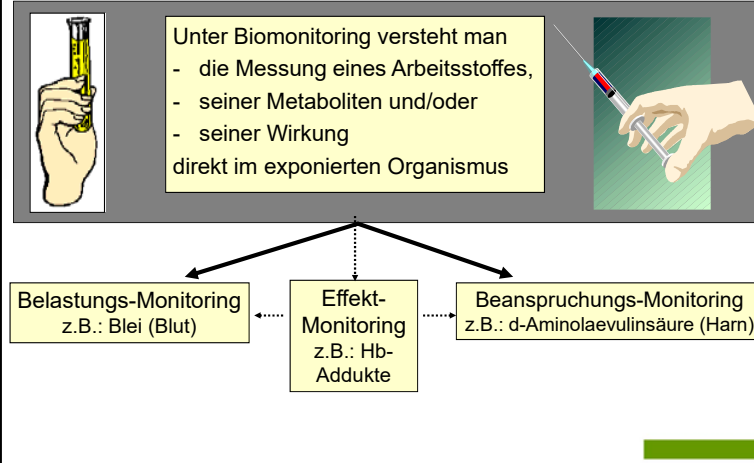 Unter Biomonitoring versteht man
- die Messung eines Arbeitsstoffes,
- seiner Metaboliten und/oder
- seiner Wirkung
direkt im exponierten Organismus
Belastungs-Monitoring
z.B.: Blei (Blut)
Effekt-
Monitoring
z.B.: Hb-
Addukte
Beanspruchungs-Monitoring
z.B.: d-Aminolaevulinsäure (Harn)